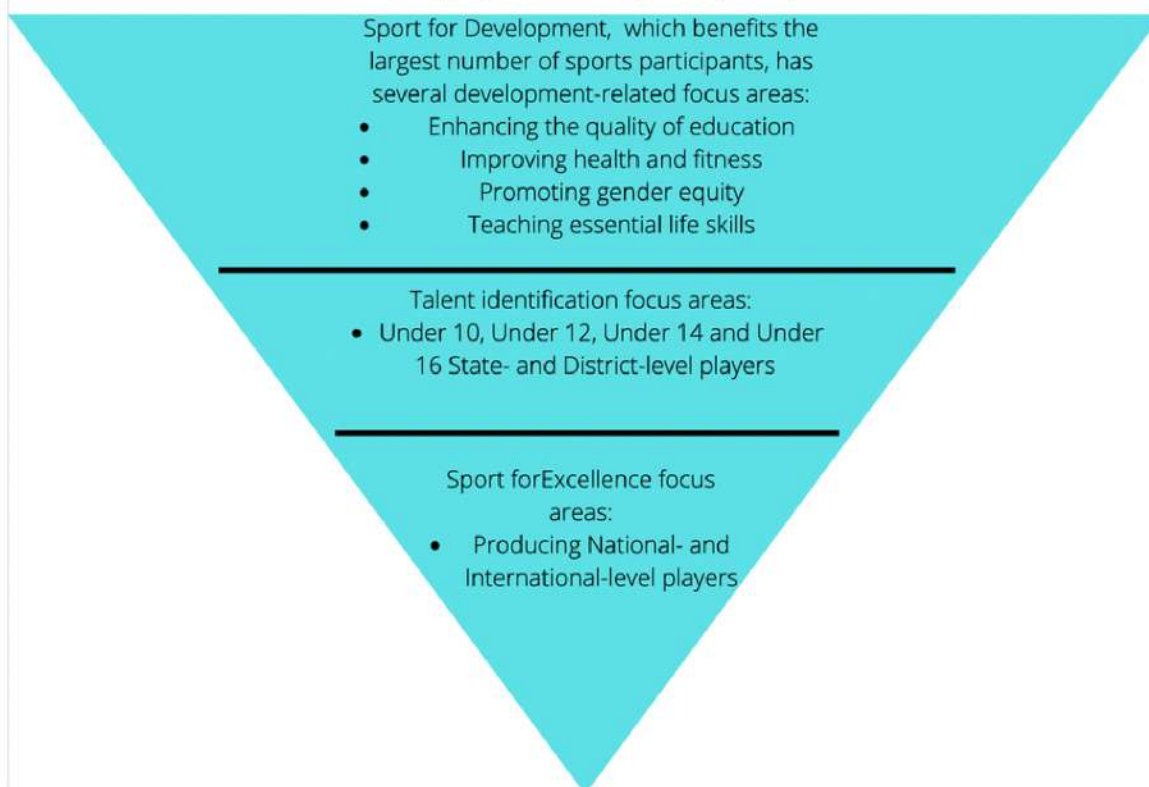 Sport for Development,  which benefits the
largest number of sports participants, has
several development-related focus areas:
• Enhancing the quality of education
• Improving health and fitness
• Promoting gender equity
• Teaching essential life skills
Talent identification focus areas:
• Under 10, Under 12, Under 14 and Under
16 State- and District-level players
Sport forExcellence focus
areas:
• Producing National- and
International-level players